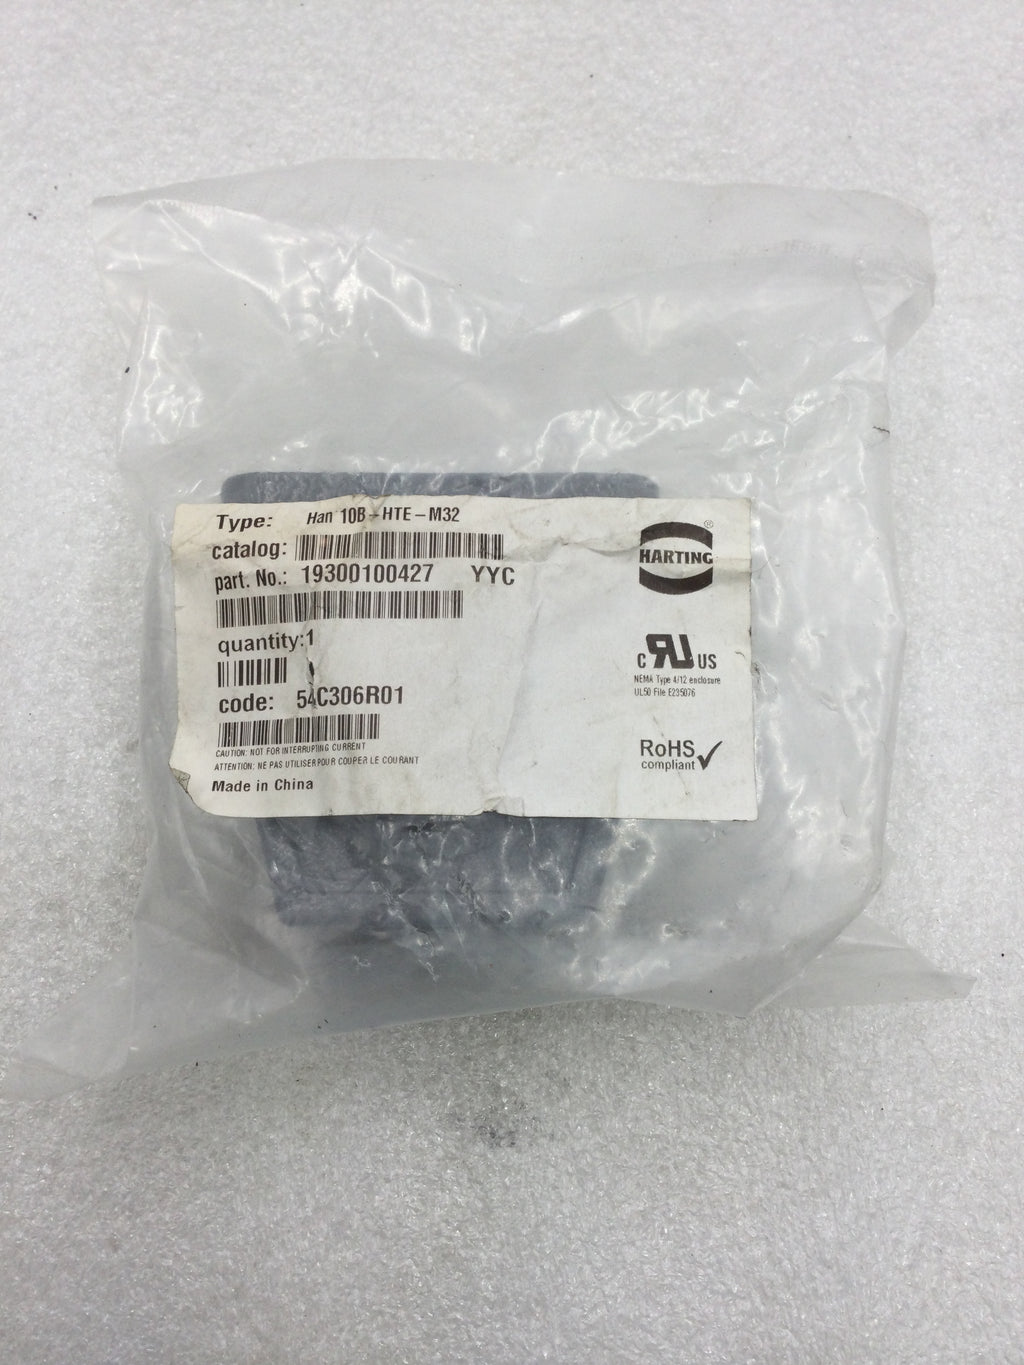 Type: Han 10B-HTE-M32
catalog:
part. No.: 19300100427 YYC
quantity:1
code: 54C306R01
CAUTION: NOT FOR INTERRUPTING CURRENT
ATTENTION: NE PAS UTILISER POUR COUPER LE COURANT
Made in China
HARTING®
C RU US
NEMA Type 4/12 enclosure
UL50 File E235076
RoHS
compliant